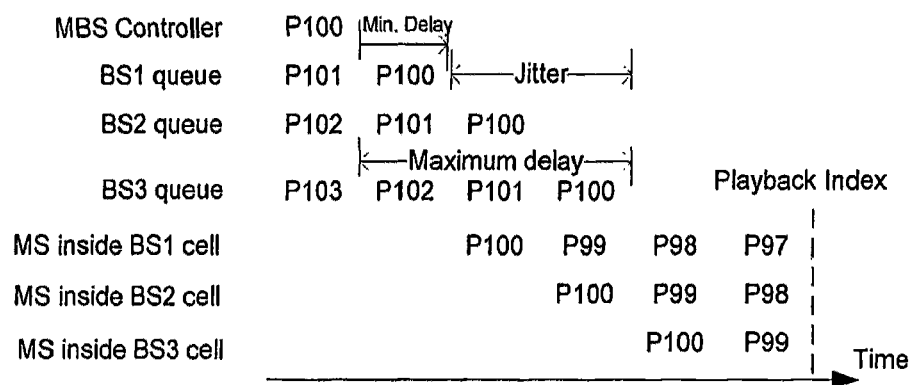 MBS Controller P100 Min. Delay
BS1 queue P101 P100 Jitter
BS2 queue P102 P101 P100
Maximum delay
BS3 queue P103 P102 P101 P100
Playback Index
MS inside BS1 cell P100 P99 P98 P97
MS inside BS2 cell P100 P99 P98
MS inside BS3 cell P100 P99
Time